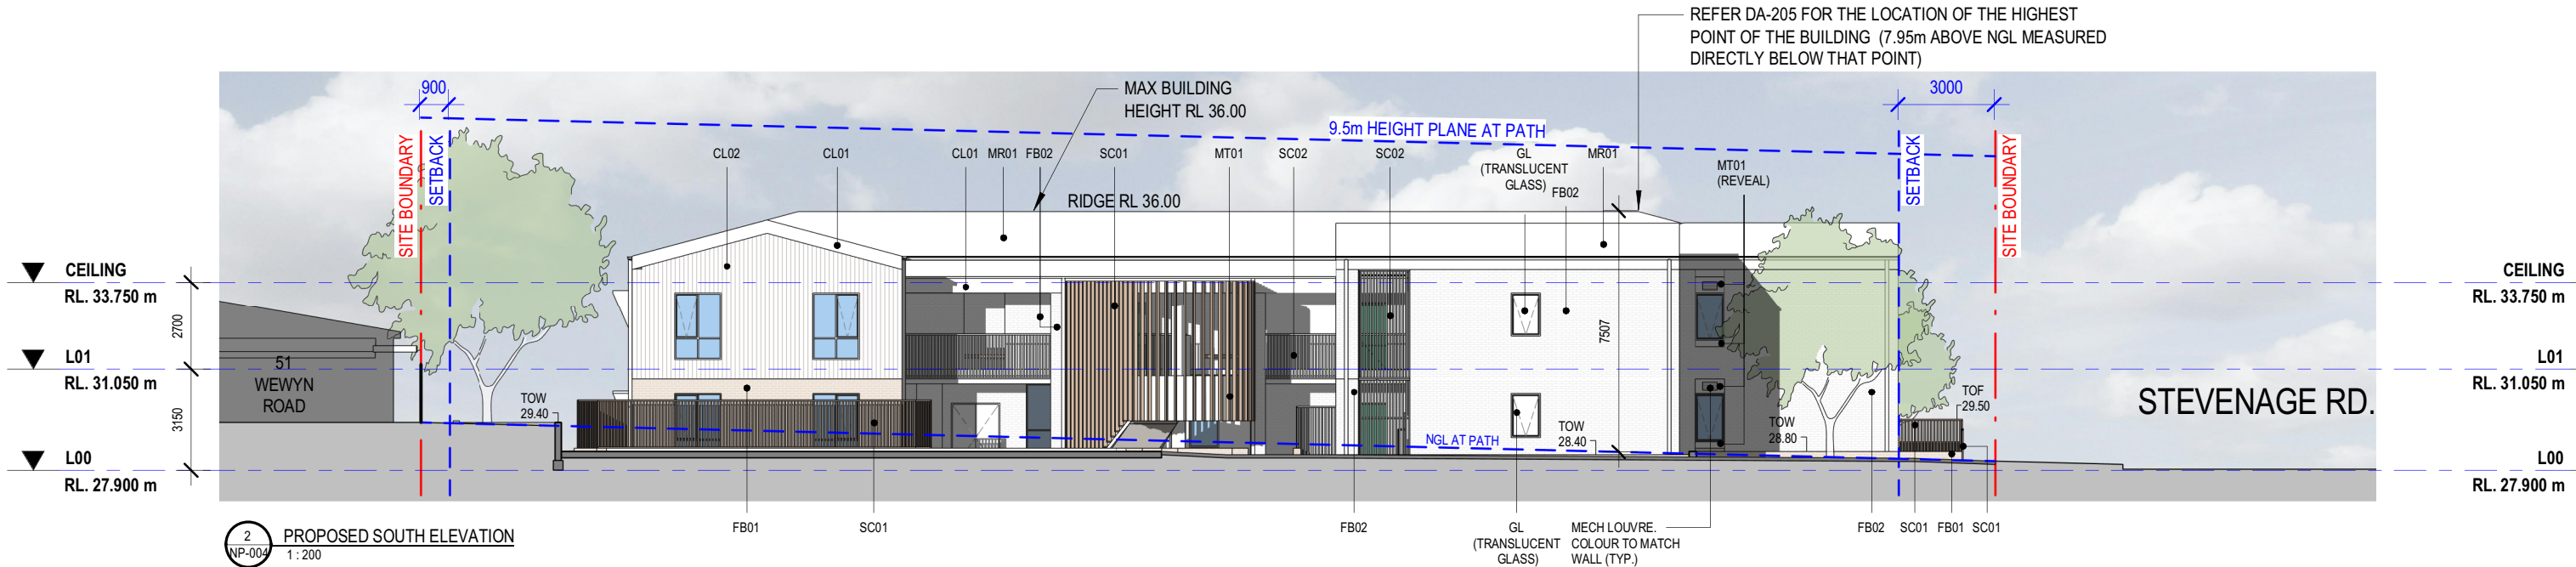 REFER DA-205 FOR THE LOCATION OF THE HIGHEST
POINT OF THE BUILDING (7.95m ABOVE NGL MEASURED
DIRECTLY BELOW THAT POINT)
900
MAX BUILDING
HEIGHT RL 36.00
3000
9.5m HEIGHT PLANE AT PATH
SITE BOUNDARY
SETBACK
CL02
CL01
CL01
MR01
FB02
SC01
MT01
SC02
SC02
GL
(TRANSLUCENT
GLASS)
FB02
MR01
MT01
(REVEAL)
SETBACK
SITE BOUNDARY
RIDGE RL 36.00
CEILING
RL. 33.750 m
CEILING
RL. 33.750 m
2700
7507
L01
RL. 31.050 m
51
WEWYN
ROAD
L01
RL. 31.050 m
STEVENAGE RD.
3150
TOW
29.40
TOF
29.50
NGL AT PATH
TOW
28.40
TOW
28.80
L00
RL. 27.900 m
L00
RL. 27.900 m
FB01
SC01
FB02
GL
(TRANSLUCENT
GLASS)
MECH LOUVRE.
COLOUR TO MATCH
WALL (TYP.)
FB02
SC01
FB01
SC01
2
NP-004
PROPOSED SOUTH ELEVATION
1 : 200